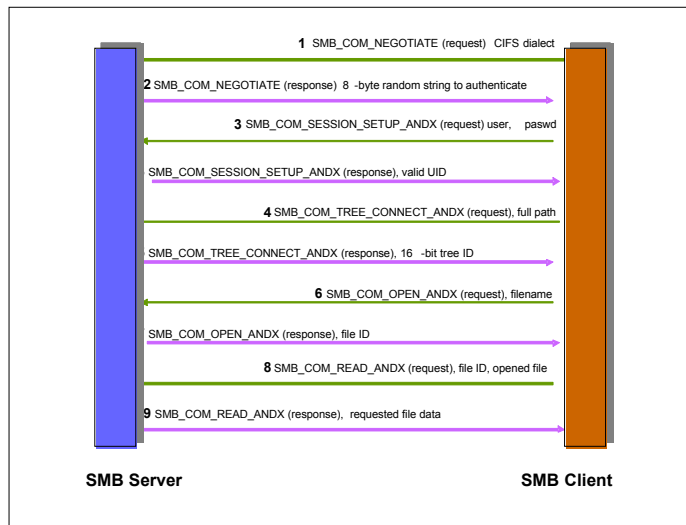 1 SMB_COM_NEGOTIATE (request) CIFS dialect
2 SMB_COM_NEGOTIATE (response) 8 -byte random string to authenticate
3 SMB_COM_SESSION_SETUP_ANDX (request) user, paswd
SMB_COM_SESSION_SETUP_ANDX (response), valid UID
4 SMB_COM_TREE_CONNECT_ANDX (request), full path
SMB_COM_TREE_CONNECT_ANDX (response), 16 -bit tree ID
6 SMB_COM_OPEN_ANDX (request), filename
SMB_COM_OPEN_ANDX (response), file ID
8 SMB_COM_READ_ANDX (request), file ID, opened file
9 SMB_COM_READ_ANDX (response), requested file data
SMB Server SMB Client